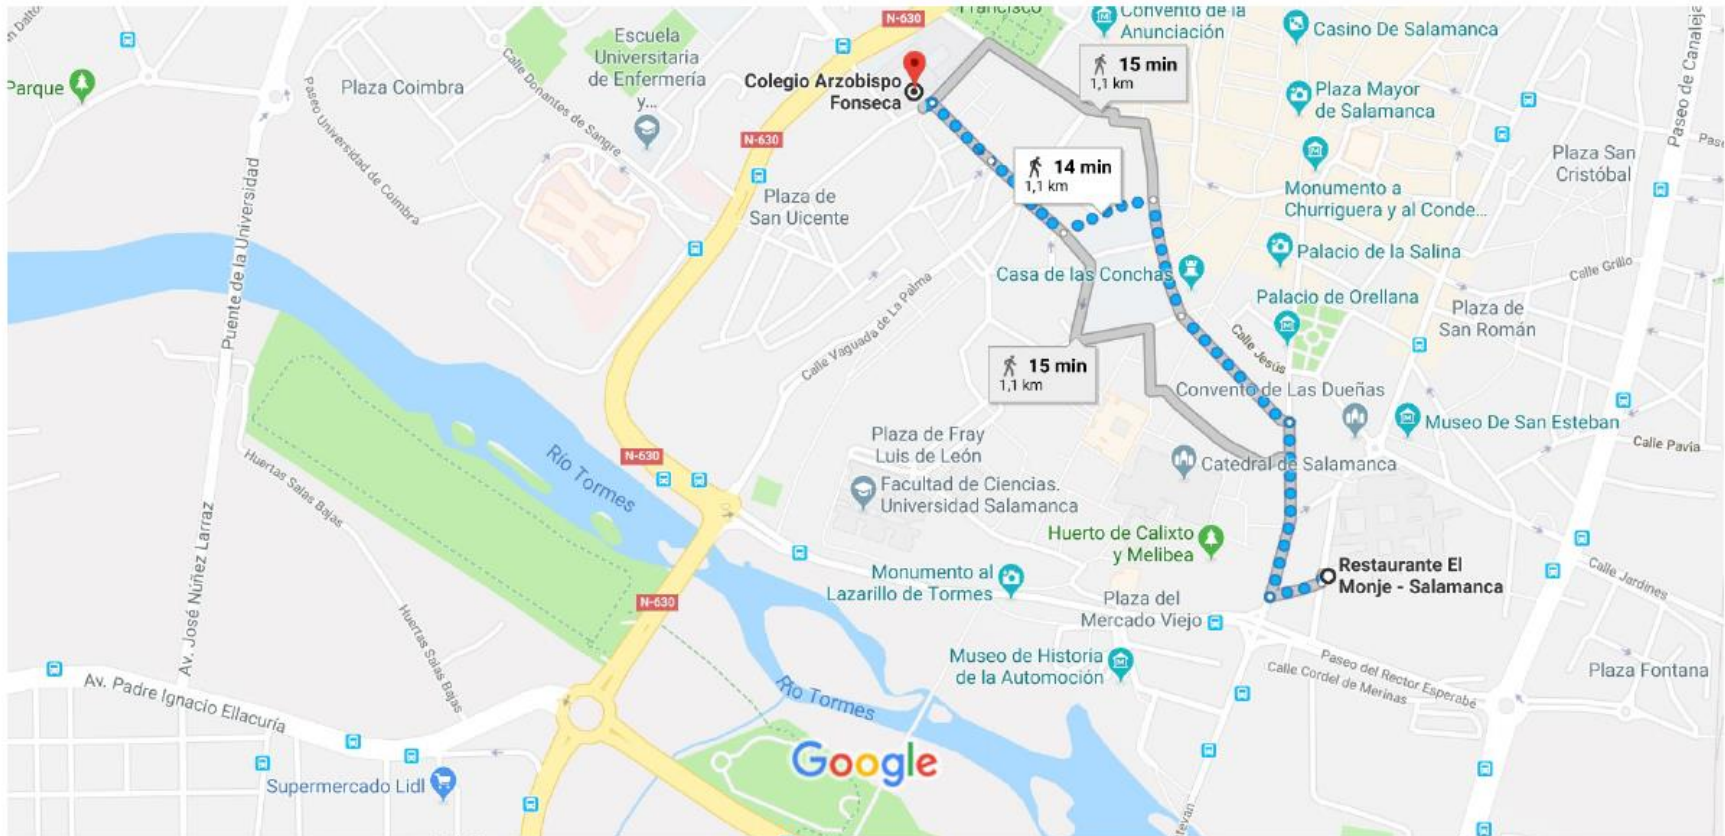 N-630
Francisco
Convento de la
Anunciación
Casino De Salamanca
Paseo de Canaleja
Escuela
Universitaria
de Enfermería
y...
Parque
Plaza Coimbra
Calle Donantes de Sangre
Paseo Universidad de Coimbra
Colegio Arzobispo
Fonseca
15 min
1,1 km
Plaza Mayor
de Salamanca
N-630
14 min
1,1 km
Plaza San
Cristóbal
Plaza de
San Uicente
Monumento a
Churriguera y al Conde...
Puente de la Universidad
Casa de las Conchas
Palacio de la Salina
Calle Grillo
Palacio de Orellana
Plaza de
San Román
Calle Vaguada de La Palma
Calle Jesús
15 min
1,1 km
Convento de Las Dueñas
Museo De San Esteban
Calle Pavía
Plaza de Fray
Luis de León
N-630
Río Tormes
Catedral de Salamanca
Facultad de Ciencias.
Universidad Salamanca
Huertas Salas Bajas
Av. José Núñez Larraz
Huerto de Calixto
y Melibea
Restaurante El
Monje - Salamanca
Calle Jardines
Monumento al
Lazarillo de Tormes
N-630
Plaza del
Mercado Viejo
Huertas Salas Bajas
Museo de Historia
de la Automoción
Paseo del Rector Esperabé
Calle Cordel de Merinas
Plaza Fontana
Av. Padre Ignacio Ellacuría
Río Tormes
Google
Supermercado Lidl